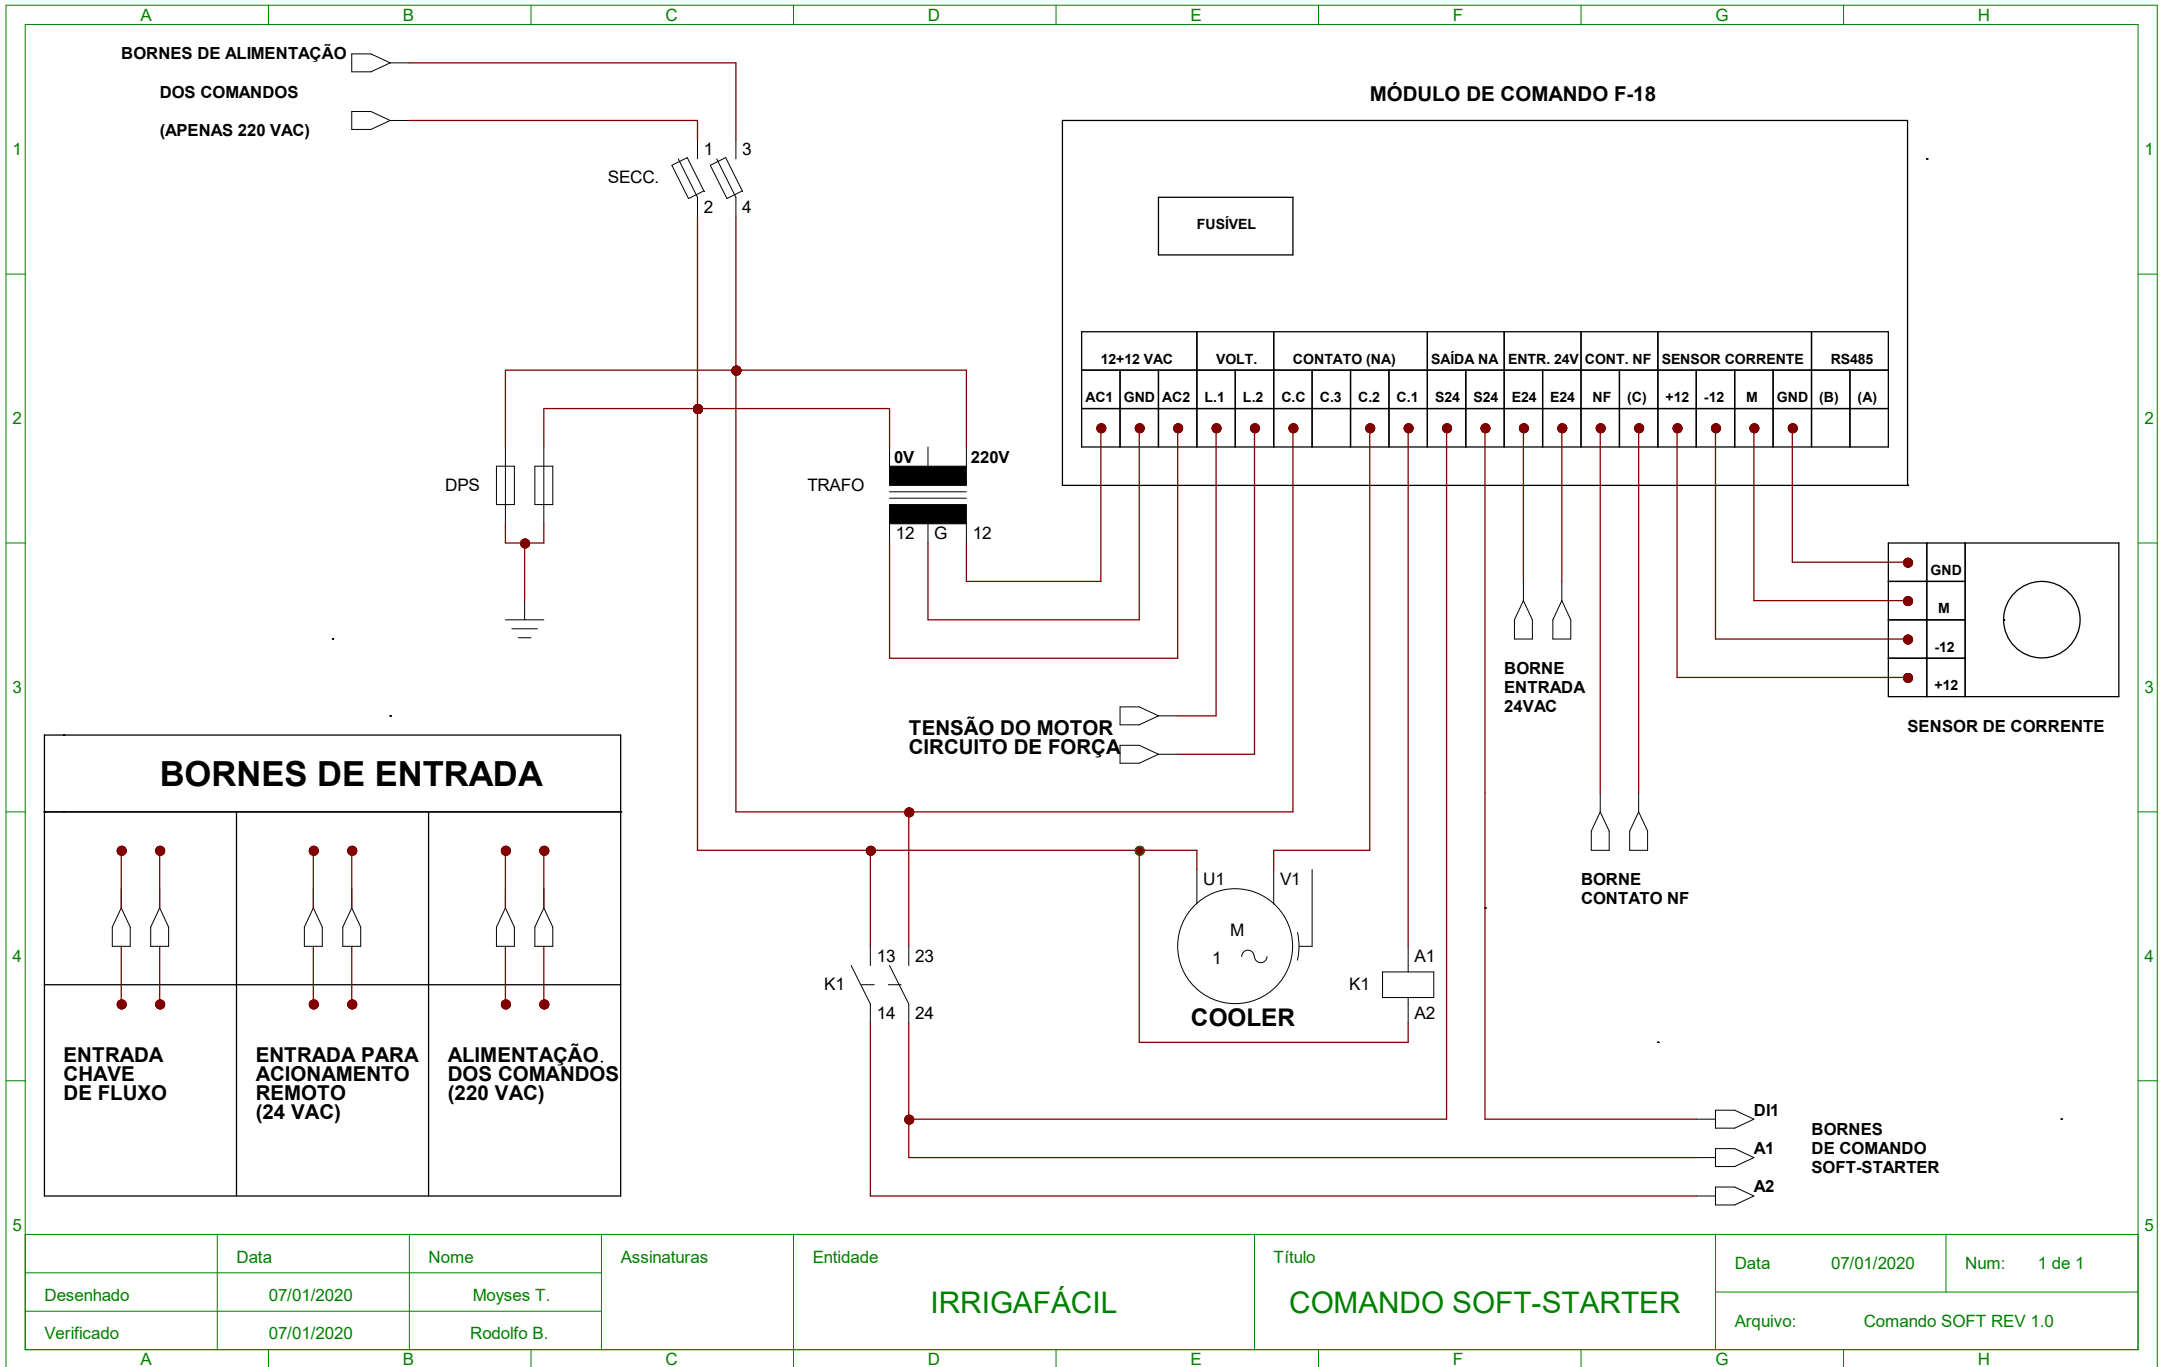 A B C D E F G H
BORNES DE ALIMENTAÇÃO
DOS COMANDOS
(APENAS 220 VAC)
MÓDULO DE COMANDO F-18
1 1
1 3
SECC.
2 4
FUSÍVEL
12+12 VAC VOLT. CONTATO (NA) SAÍDA NA ENTR. 24V CONT. NF SENSOR CORRENTE RS485
AC1 GND AC2 L.1 L.2 C.C C.3 C.2 C.1 S24 S24 E24 E24 NF (C) +12 -12 M GND (B) (A)
2 2
0V 220V
DPS
TRAFO
12 G 12
GND
M
-12
+12
SENSOR DE CORRENTE
BORNE
ENTRADA
24VAC
3 3
TENSÃO DO MOTOR
CIRCUITO DE FORÇA
BORNES DE ENTRADA
BORNE
CONTATO NF
U1 V1
M
1
COOLER
4 4
13 23
K1
14 24
A1
K1
A2
ENTRADA
CHAVE
DE FLUXO
ENTRADA PARA
ACIONAMENTO
REMOTO
(24 VAC)
ALIMENTAÇÃO
DOS COMANDOS
(220 VAC)
DI1
A1
A2
BORNES
DE COMANDO
SOFT-STARTER
5 5
Data Nome Assinaturas
Desenhado 07/01/2020 Moyses T.
Verificado 07/01/2020 Rodolfo B.
Entidade
IRRIGAFÁCIL
Título
COMANDO SOFT-STARTER
Data 07/01/2020 Num: 1 de 1
Arquivo: Comando SOFT REV 1.0
A B C D E F G H